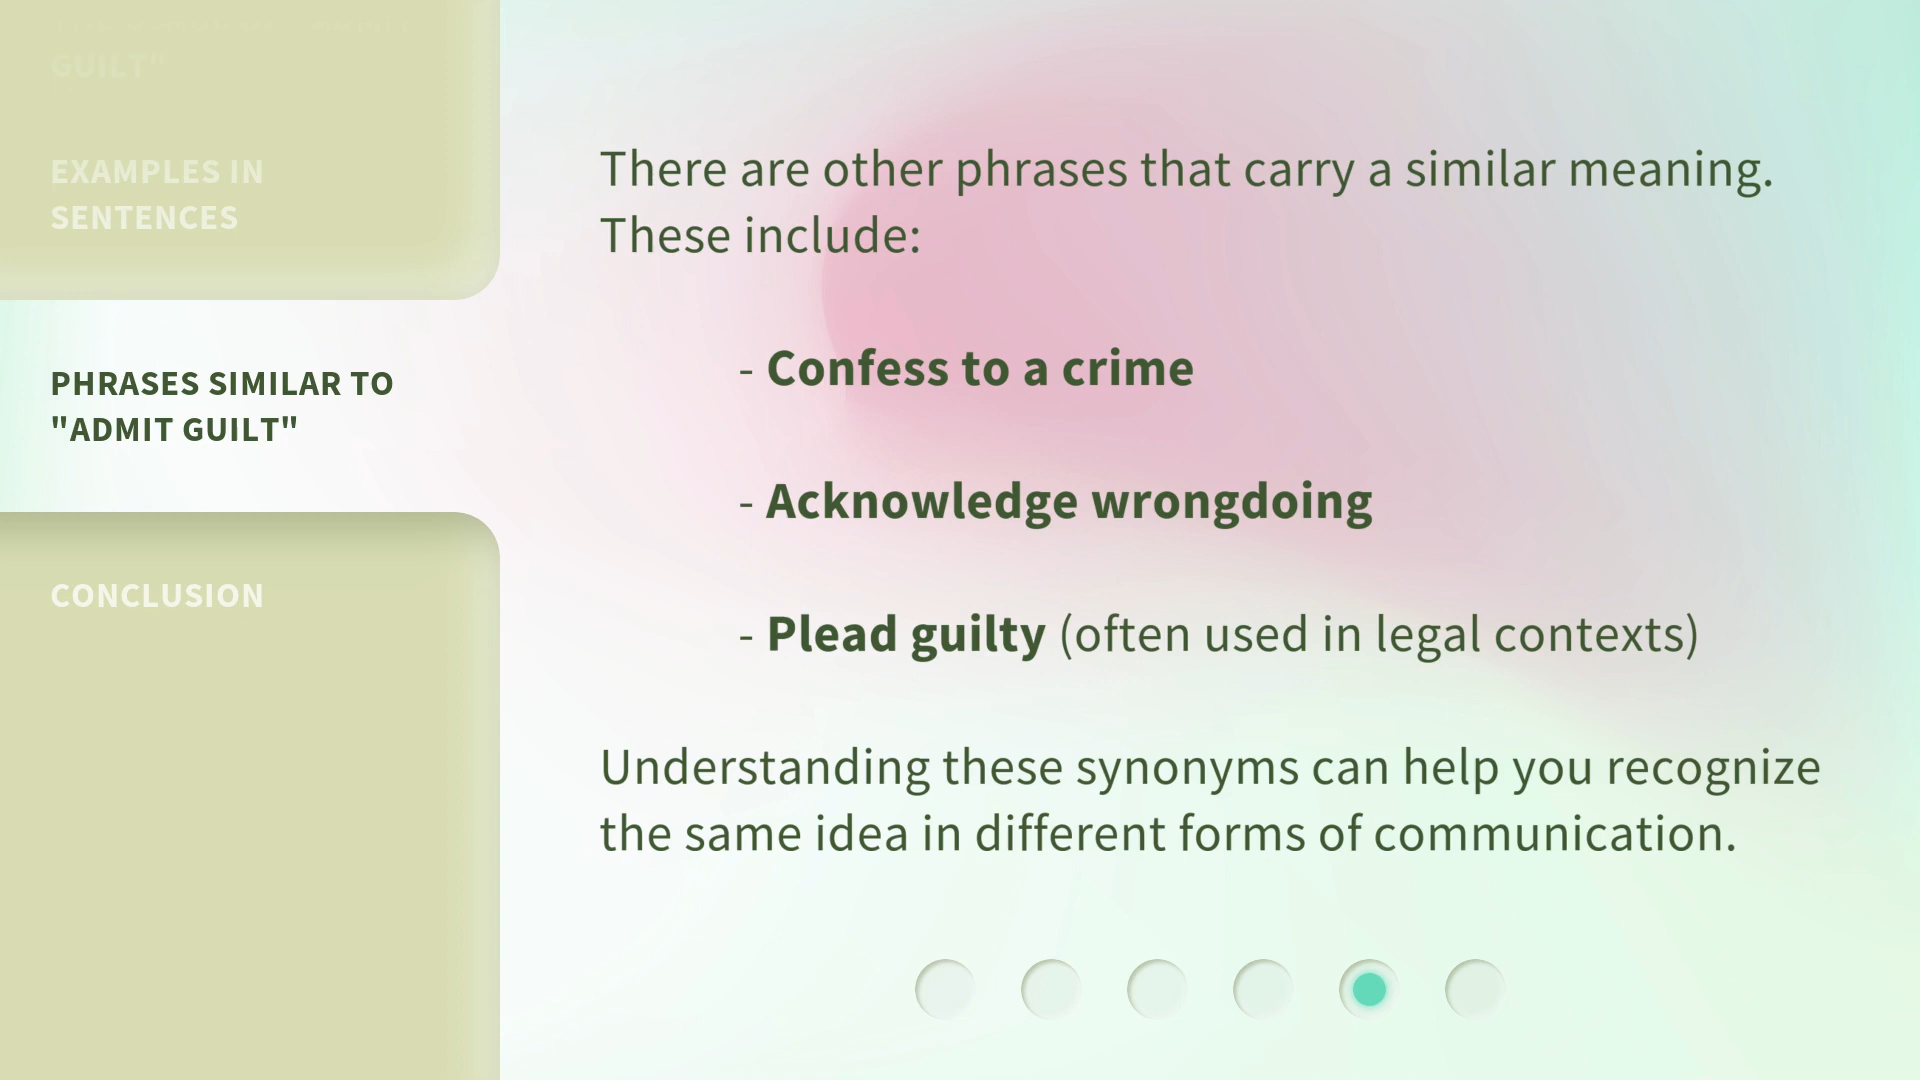 GUILT"
EXAMPLES IN
SENTENCES
PHRASES SIMILAR TO
"ADMIT GUILT"
CONCLUSION
There are other phrases that carry a similar meaning.
These include:
- Confess to a crime
- Acknowledge wrongdoing
- Plead guilty (often used in legal contexts)
Understanding these synonyms can help you recognize
the same idea in different forms of communication.